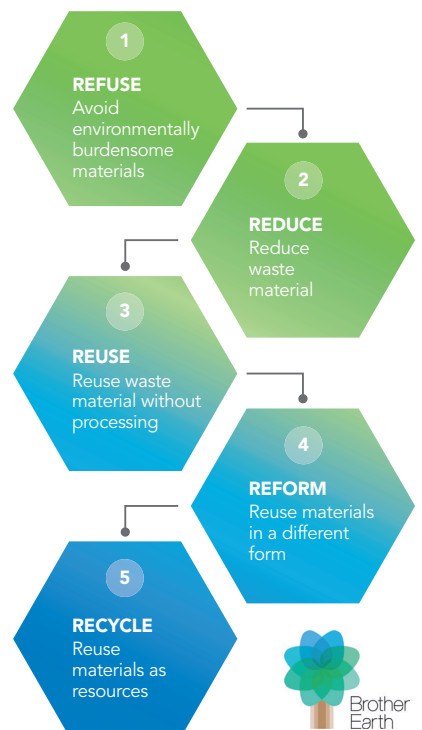 1
REFUSE
Avoid
environmentally
burdensome
materials
2
REDUCE
Reduce
waste
material
3
REUSE
Reuse waste
material without
processing
4
REFORM
Reuse materials
in a different
form
5
RECYCLE
Reuse
materials as
resources
Brother
Earth